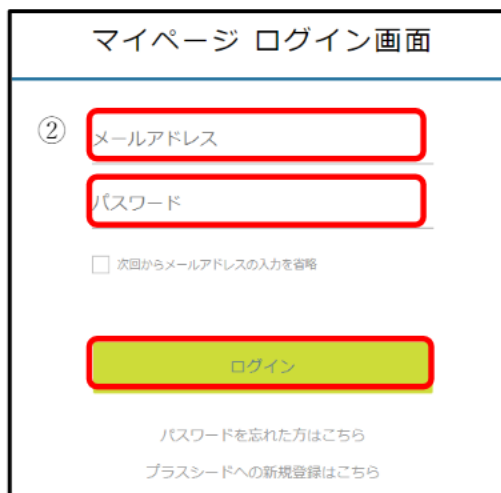 マイページ ログイン画面
② メールアドレス
パスワード
次回からメールアドレスの入力を省略
ログイン
パスワードを忘れた方はこちら
プラスシードへの新規登録はこちら